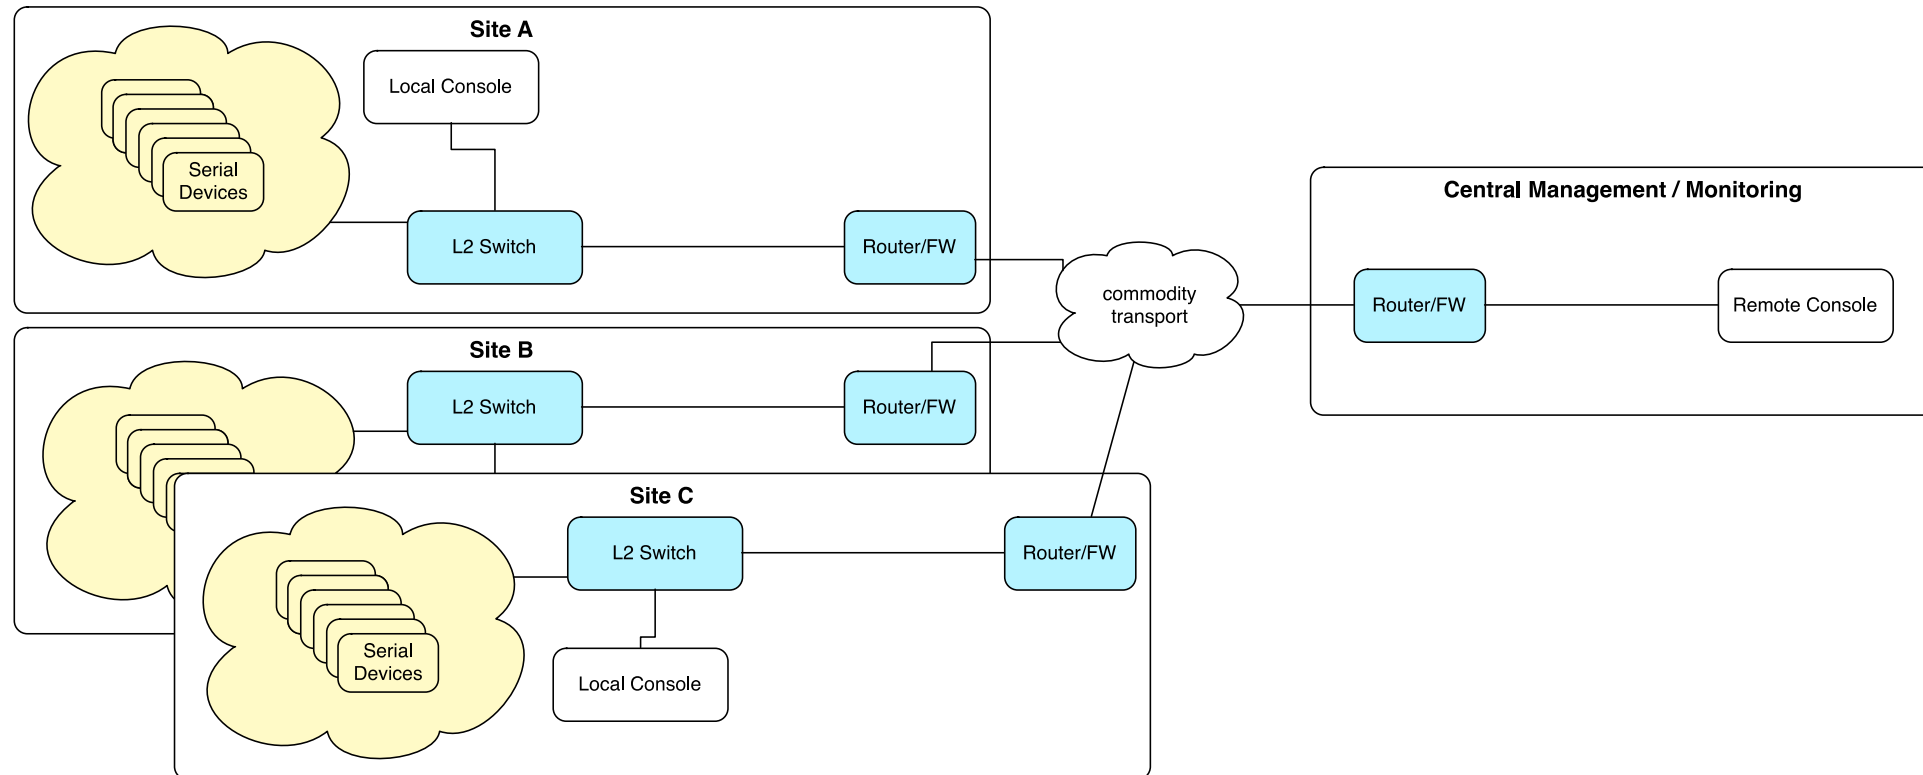 Site A
Local Console
Serial
Devices
L2 Switch
Router/FW
Central Management / Monitoring
commodity
transport
Router/FW
Remote Console
Site B
L2 Switch
Router/FW
Site C
L2 Switch
Router/FW
Serial
Devices
Local Console